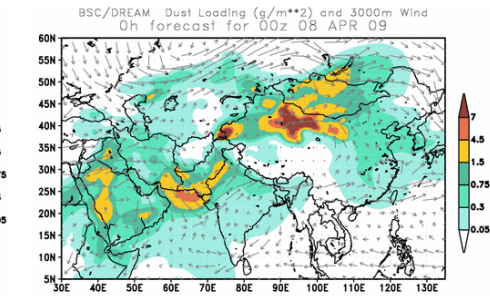 BSC/DREAM Dust Loading (g/m**2) and 3000m Wind
0h forecast for 00z 08 APR 09
60N
55N
50N
45N
40N
35N
30N
25N
20N
15N
10N
5N
30E 40E 50E 60E 70E 80E 90E 100E 110E 120E 130E
7
4.5
1.5
0.75
0.3
0.05